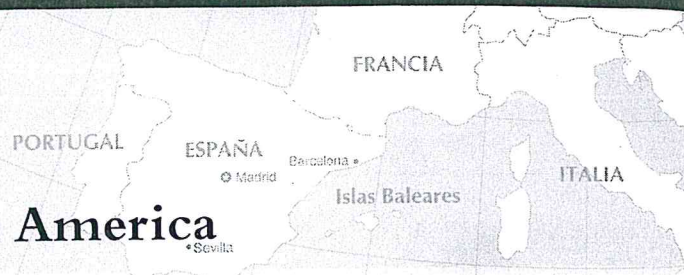 FRANCIA
PORTUGAL
ESPAÑA
Barcelona
Madrid
ITALIA
Islas Baleares
America
Sevilla